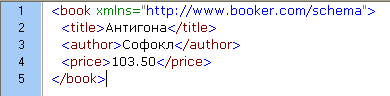 1 <book xmlns="http://www.booker.com/schema">
2 <title>Антигона</title>
3 <author>Софокл</author>
4 <price>103.50</price>
5 </book>